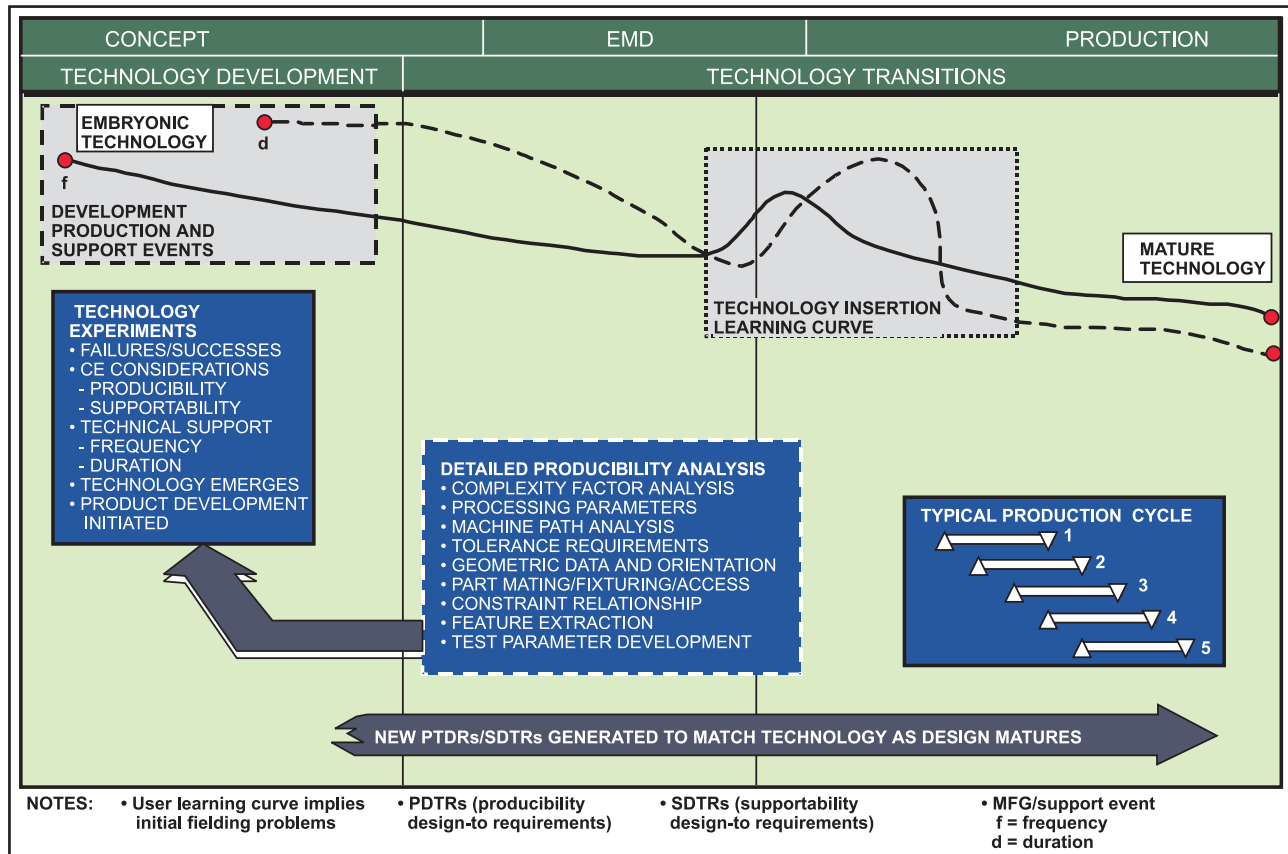 CONCEPT
EMD
PRODUCTION
TECHNOLOGY DEVELOPMENT
TECHNOLOGY TRANSITIONS
EMBRYONIC
TECHNOLOGY
d
f
DEVELOPMENT
PRODUCTION AND
SUPPORT EVENTS
TECHNOLOGY INSERTION
LEARNING CURVE
MATURE
TECHNOLOGY
TECHNOLOGY
EXPERIMENTS
• FAILURES/SUCCESSES
• CE CONSIDERATIONS
- PRODUCIBILITY
- SUPPORTABILITY
• TECHNICAL SUPPORT
- FREQUENCY
- DURATION
• TECHNOLOGY EMERGES
• PRODUCT DEVELOPMENT
INITIATED
DETAILED PRODUCIBILITY ANALYSIS
• COMPLEXITY FACTOR ANALYSIS
• PROCESSING PARAMETERS
• MACHINE PATH ANALYSIS
• TOLERANCE REQUIREMENTS
• GEOMETRIC DATA AND ORIENTATION
• PART MATING/FIXTURING/ACCESS
• CONSTRAINT RELATIONSHIP
• FEATURE EXTRACTION
• TEST PARAMETER DEVELOPMENT
TYPICAL PRODUCTION CYCLE
1
2
3
4
5
NEW PTDRs/SDTRs GENERATED TO MATCH TECHNOLOGY AS DESIGN MATURES
NOTES:
• User learning curve implies
initial fielding problems
• PDTRs (producibility
design-to requirements)
• SDTRs (supportability
design-to requirements)
• MFG/support event
f = frequency
d = duration